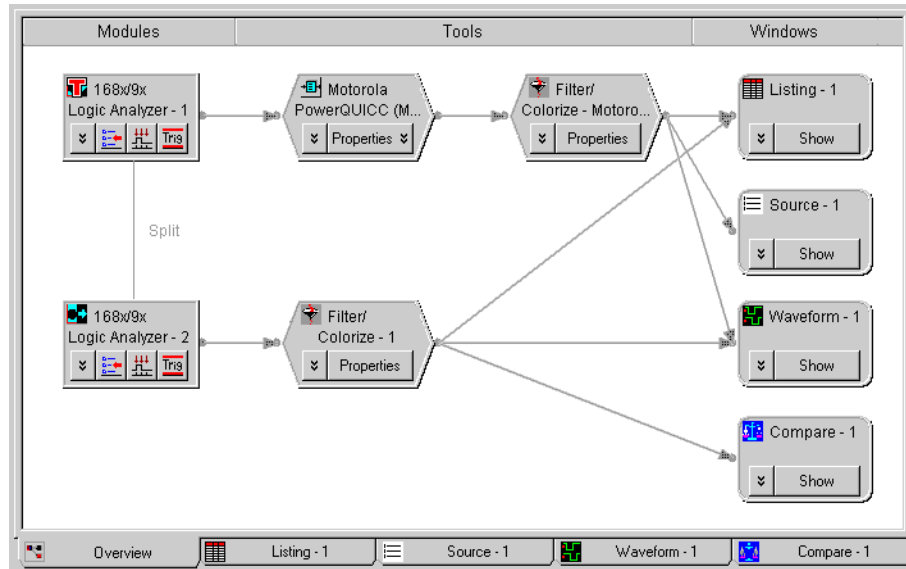 Modules Tools Windows
168x/9x
Logic Analyzer - 1
Trig
Motorola
PowerQUICC (M...
Properties
Filter/
Colorize - Motoro...
Properties
Listing - 1
Show
Split
Source - 1
Show
168x/9x
Logic Analyzer - 2
Trig
Filter/
Colorize - 1
Properties
Waveform - 1
Show
Compare - 1
Show
Overview Listing - 1 Source - 1 Waveform - 1 Compare - 1